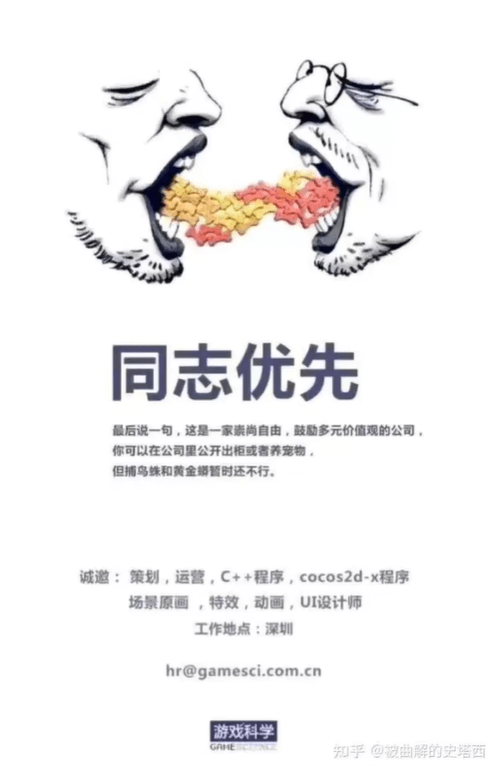 同志优先
最后说一句，这是一家崇尚自由，鼓励多元价值观的公司，
你可以在公司里公开出柜或者养宠物，
但捕鸟蛛和黄金蟒暂时还不行。
诚邀： 策划，运营，C++程序，cocos2d-x程序
场景原画 ，特效，动画，UI设计师
工作地点：深圳
hr@gamesci.com.cn
游戏科学
GAME SCIENCE
知乎 @被曲解的史塔西